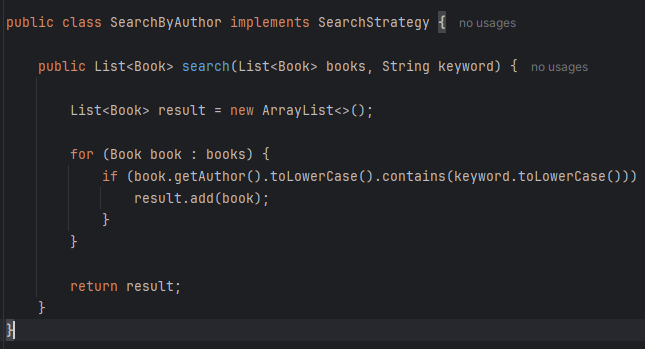 public class SearchByAuthor implements SearchStrategy { no usages
public List<Book> search(List<Book> books, String keyword) { no usages
List<Book> result = new ArrayList<>();
for (Book book : books) {
if (book.getAuthor().toLowerCase().contains(keyword.toLowerCase()))
result.add(book);
}
}
return result;
}
}